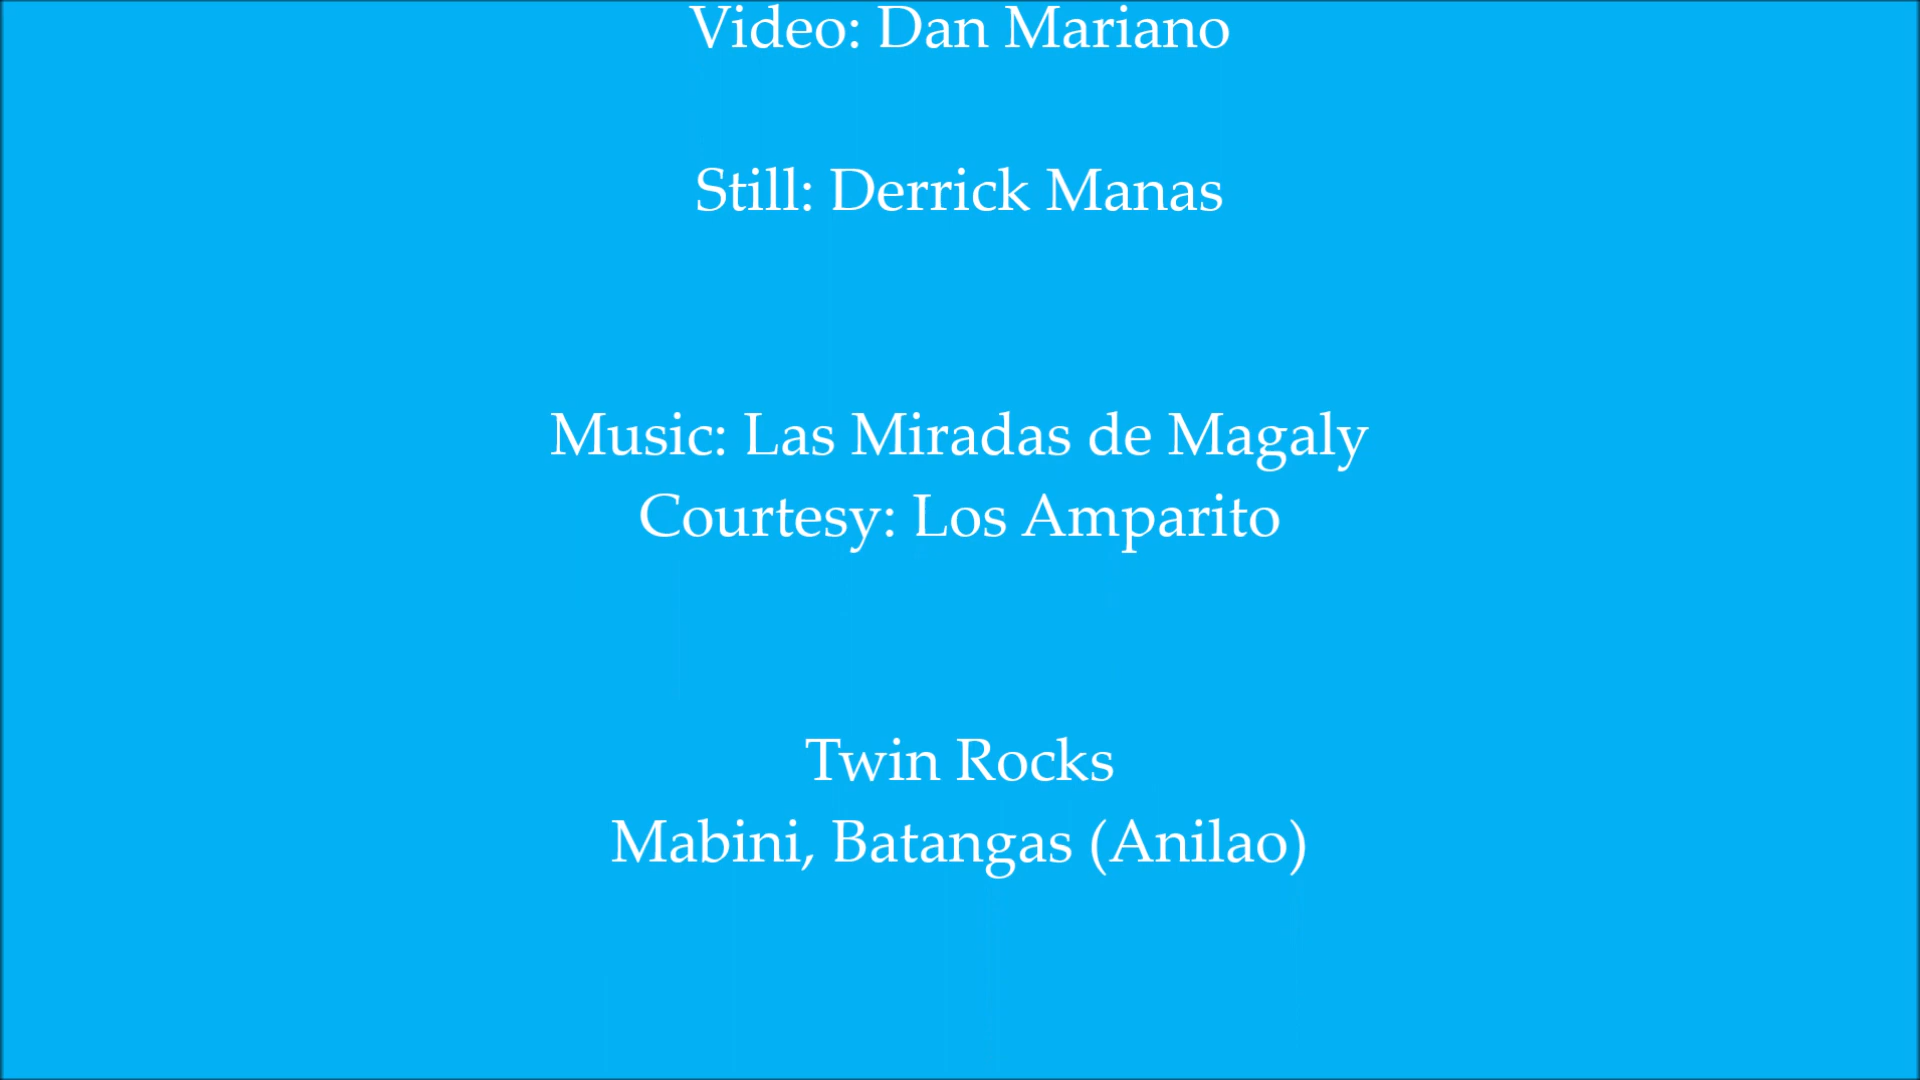 Video: Dan Mariano
Still: Derrick Manas
Music: Las Miradas de Magaly
Courtesy: Los Amparito
Twin Rocks
Mabini, Batangas (Anilao)